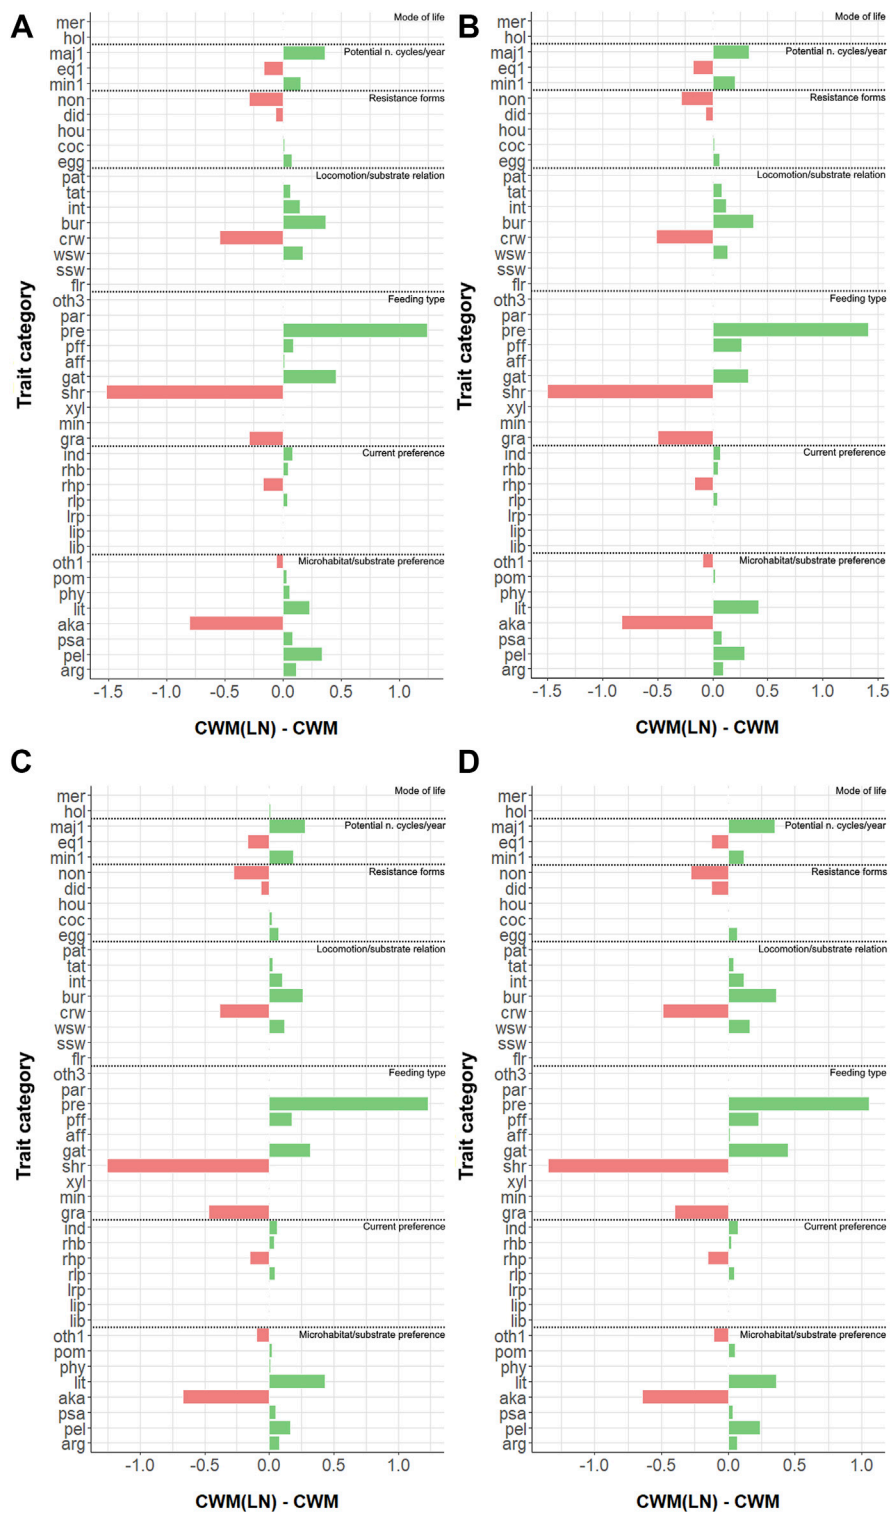 A
Trait category
mer
Mode of life
hol
maj1
Potential n. cycles/year
eq1
min1
non
Resistance forms
did
hou
coc
egg
pat
Locomotion/substrate relation
tat
int
bur
crw
wsw
ssw
flr
oth3
Feeding type
par
pre
pff
aff
gat
shr
xyl
min
gra
ind
Current preference
rhb
rhp
rlp
lrp
lip
lib
oth1
Microhabitat/substrate preference
pom
phy
lit
aka
psa
pel
arg
-1.5 -1.0 -0.5 0.0 0.5 1.0
CWM(LN) - CWM
B
Trait category
mer
Mode of life
hol
maj1
Potential n. cycles/year
eq1
min1
non
Resistance forms
did
hou
coc
egg
pat
Locomotion/substrate relation
tat
int
bur
crw
wsw
ssw
flr
oth3
Feeding type
par
pre
pff
aff
gat
shr
xyl
min
gra
ind
Current preference
rhb
rhp
rlp
lrp
lip
lib
oth1
Microhabitat/substrate preference
pom
phy
lit
aka
psa
pel
arg
-1.5 -1.0 -0.5 0.0 0.5 1.0 1.5
CWM(LN) - CWM
C
Trait category
mer
Mode of life
hol
maj1
Potential n. cycles/year
eq1
min1
non
Resistance forms
did
hou
coc
egg
pat
Locomotion/substrate relation
tat
int
bur
crw
wsw
ssw
flr
oth3
Feeding type
par
pre
pff
aff
gat
shr
xyl
min
gra
ind
Current preference
rhb
rhp
rlp
lrp
lip
lib
oth1
Microhabitat/substrate preference
pom
phy
lit
aka
psa
pel
arg
-1.0 -0.5 0.0 0.5 1.0
CWM(LN) - CWM
D
Trait category
mer
Mode of life
hol
maj1
Potential n. cycles/year
eq1
min1
non
Resistance forms
did
hou
coc
egg
pat
Locomotion/substrate relation
tat
int
bur
crw
wsw
ssw
flr
oth3
Feeding type
par
pre
pff
aff
gat
shr
xyl
min
gra
ind
Current preference
rhb
rhp
rlp
lrp
lip
lib
oth1
Microhabitat/substrate preference
pom
phy
lit
aka
psa
pel
arg
-1.0 -0.5 0.0 0.5 1.0
CWM(LN) - CWM